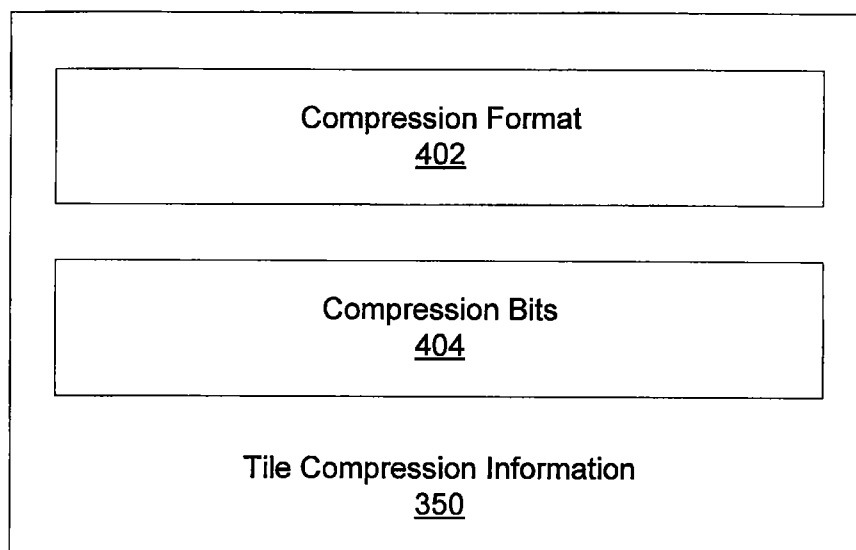 Compression Format
402
Compression Bits
404
Tile Compression Information
350